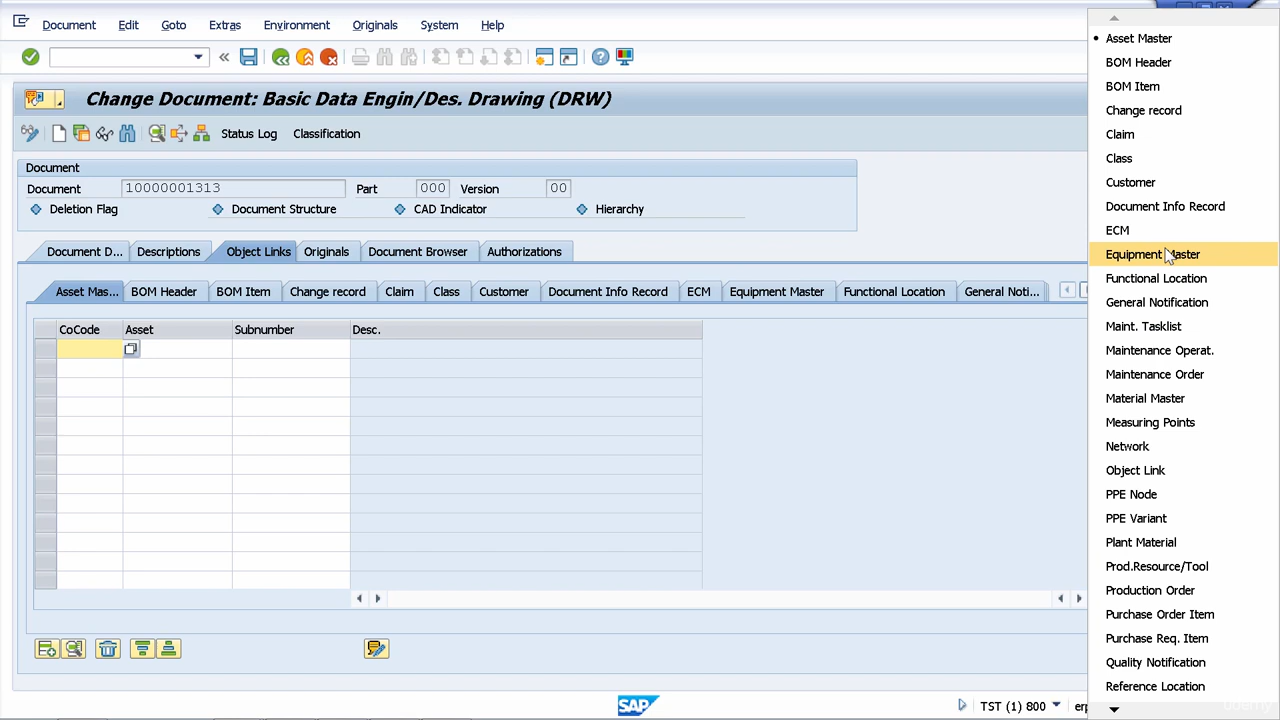 Document Edit Goto Extras Environment Originals System Help
Change Document: Basic Data Engin/Des. Drawing (DRW)
Status Log Classification
Document
Document 10000001313 Part 000 Version 00
Deletion Flag Document Structure CAD Indicator Hierarchy
Document D... Descriptions Object Links Originals Document Browser Authorizations
Asset Mas... BOM Header BOM Item Change record Claim Class Customer Document Info Record ECM Equipment Master Functional Location General Noti...
CoCode Asset Subnumber Desc.
SAP
TST (1) 800 erp
Asset Master
BOM Header
BOM Item
Change record
Claim
Class
Customer
Document Info Record
ECM
Equipment Master
Functional Location
General Notification
Maint. Tasklist
Maintenance Operat.
Maintenance Order
Material Master
Measuring Points
Network
Object Link
PPE Node
PPE Variant
Plant Material
Prod.Resource/Tool
Production Order
Purchase Order Item
Purchase Req. Item
Quality Notification
Reference Location
udemy